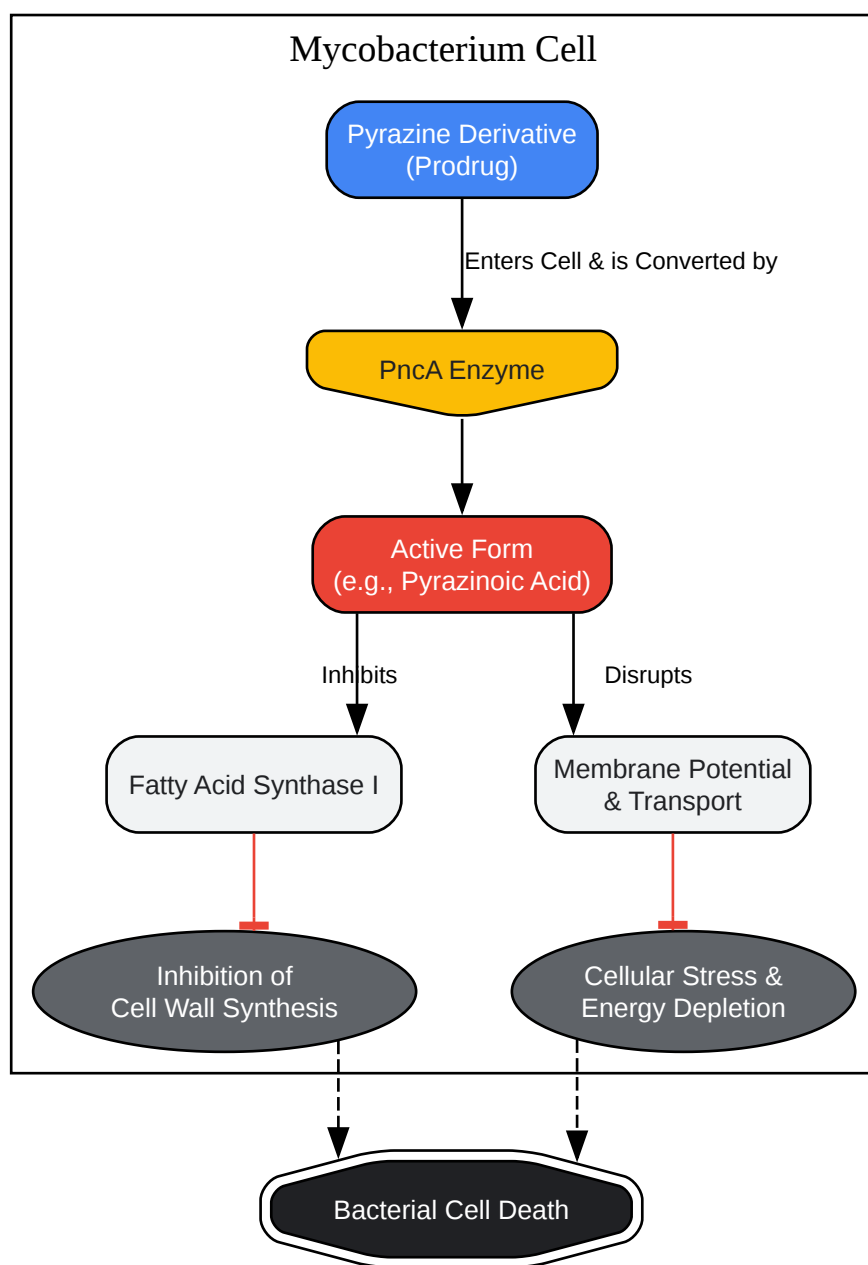 Mycobacterium Cell
Pyrazine Derivative
(Prodrug)
Enters Cell & is Converted by
PncA Enzyme
Active Form
(e.g., Pyrazinoic Acid)
Inhibits
Disrupts
Fatty Acid Synthase I
Membrane Potential
& Transport
Inhibition of
Cell Wall Synthesis
Cellular Stress &
Energy Depletion
Bacterial Cell Death